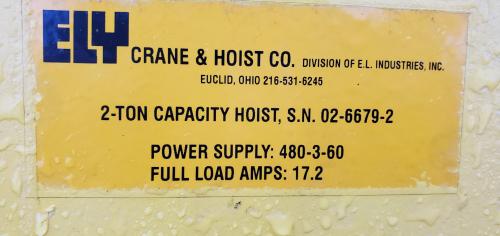 ELY CRANE & HOIST CO. DIVISION OF E.L. INDUSTRIES, INC.
EUCLID, OHIO 216-531-6245
2-TON CAPACITY HOIST, S.N. 02-6679-2
POWER SUPPLY: 480-3-60
FULL LOAD AMPS: 17.2